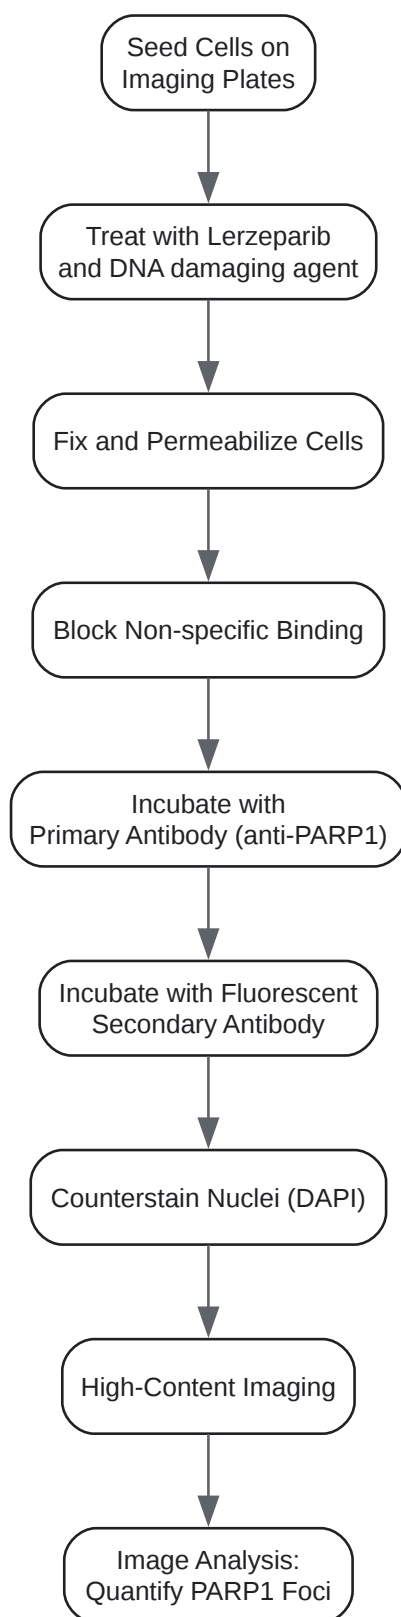 Seed Cells on
Imaging Plates
Treat with Lerzeparib
and DNA damaging agent
Fix and Permeabilize Cells
Block Non-specific Binding
Incubate with
Primary Antibody (anti-PARP1)
Incubate with Fluorescent
Secondary Antibody
Counterstain Nuclei (DAPI)
High-Content Imaging
Image Analysis:
Quantify PARP1 Foci